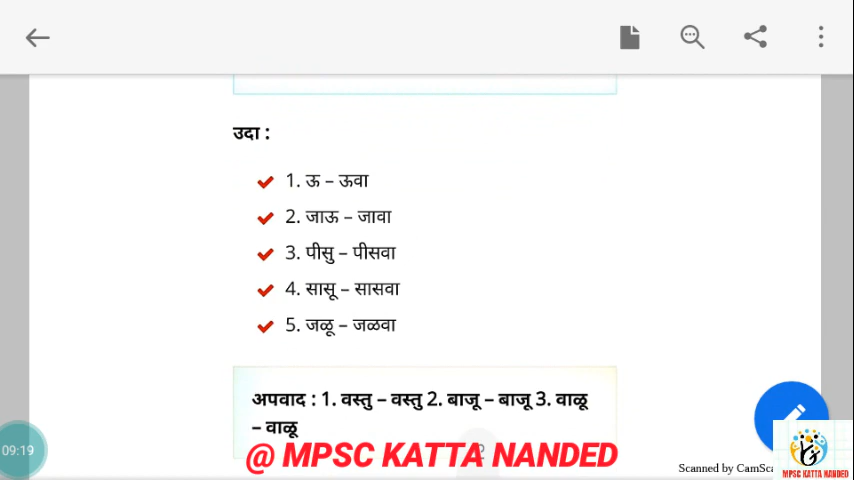 उदा :
1. ऊ – ऊवा
2. जाऊ – जावा
3. पीसु – पीसवा
4. सासू – सासवा
5. जळू – जळवा
अपवाद : 1. वस्तु – वस्तु 2. बाजू – बाजू 3. वाळू
– वाळू
@ MPSC KATTA NANDED
09:19
Scanned by CamSca
MPSC KATTA NANDED